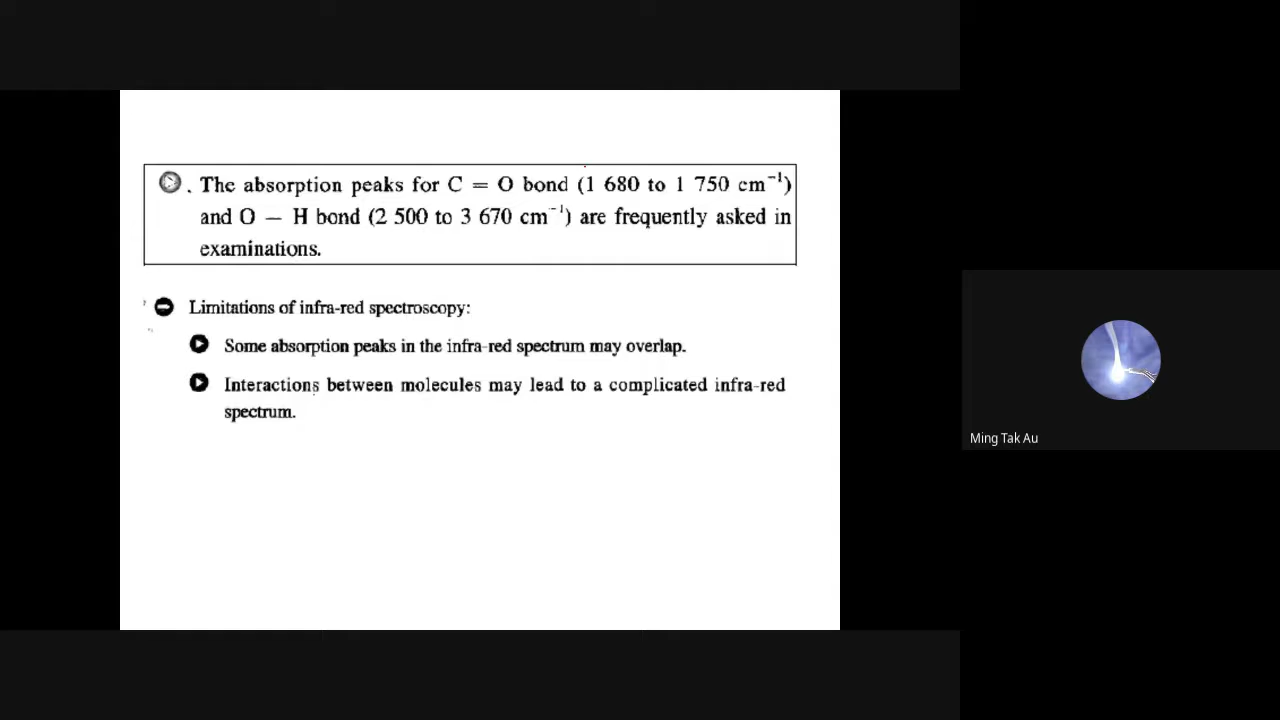 The absorption peaks for C = O bond (1 680 to 1 750 cm⁻¹)
and O – H bond (2 500 to 3 670 cm⁻¹) are frequently asked in
examinations.
Limitations of infra-red spectroscopy:
Some absorption peaks in the infra-red spectrum may overlap.
Interactions between molecules may lead to a complicated infra-red
spectrum.
Ming Tak Au